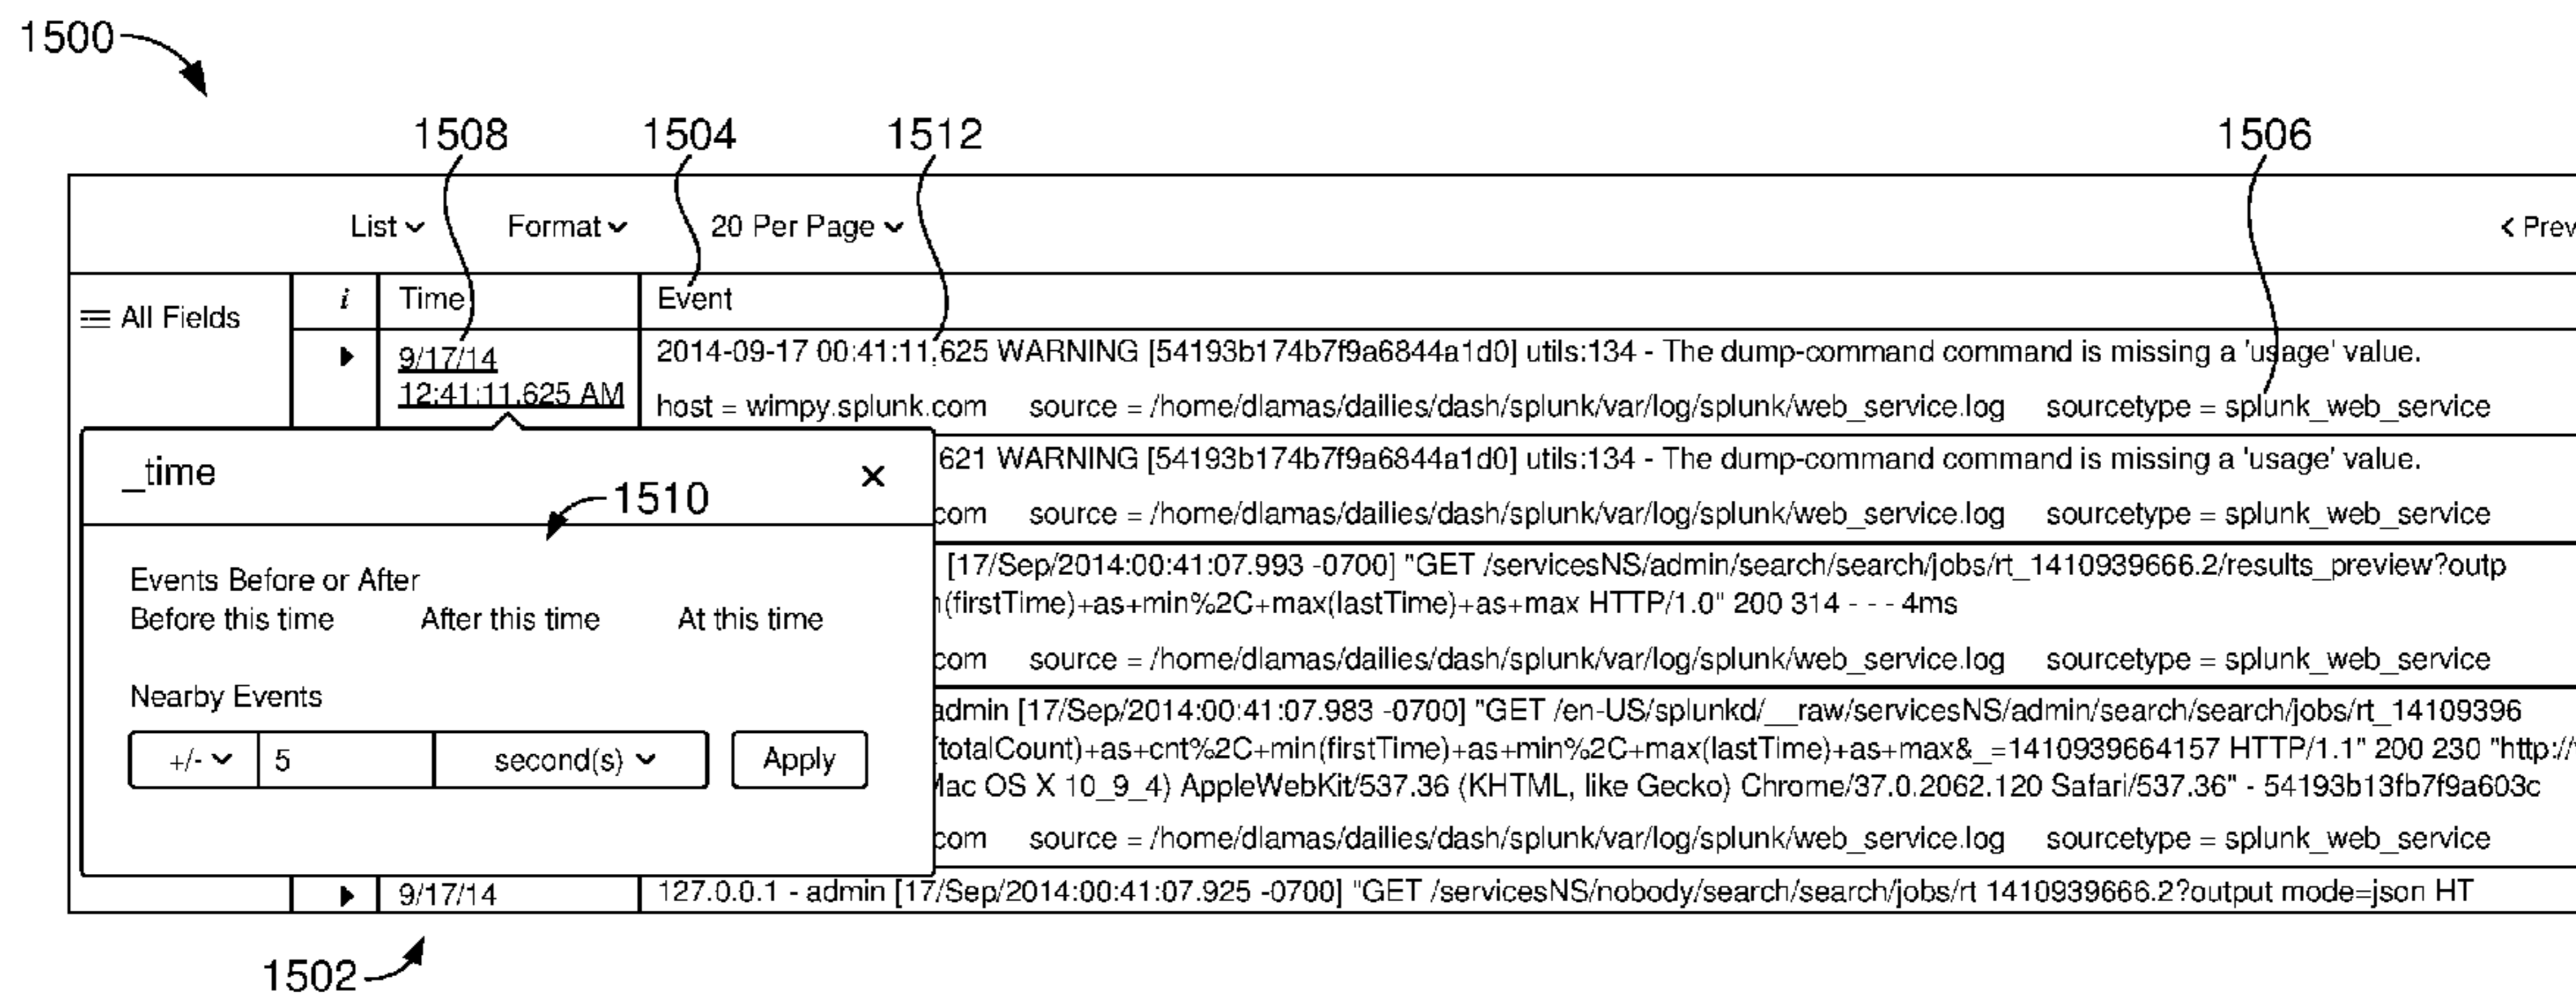 1500
1508 1504 1512 1506
List Format 20 Per Page < Prev
All Fields i Time Event
9/17/14 2014-09-17 00:41:11,625 WARNING [54193b174b7f9a6844a1d0] utils:134 - The dump-command command is missing a 'usage' value.
12:41:11.625 AM host = wimpy.splunk.com source = /home/dlamas/dailies/dash/splunk/var/log/splunk/web_service.log sourcetype = splunk_web_service
_time × 621 WARNING [54193b174b7f9a6844a1d0] utils:134 - The dump-command command is missing a 'usage' value.
1510 com source = /home/dlamas/dailies/dash/splunk/var/log/splunk/web_service.log sourcetype = splunk_web_service
Events Before or After [17/Sep/2014:00:41:07.993 -0700] "GET /servicesNS/admin/search/search/jobs/rt_1410939666.2/results_preview?outp
Before this time After this time At this time (firstTime)+as+min%2C+max(lastTime)+as+max HTTP/1.0" 200 314 - - - 4ms
com source = /home/dlamas/dailies/dash/splunk/var/log/splunk/web_service.log sourcetype = splunk_web_service
Nearby Events admin [17/Sep/2014:00:41:07.983 -0700] "GET /en-US/splunkd/__raw/servicesNS/admin/search/search/jobs/rt_14109396
+/- 5 second(s) Apply (totalCount)+as+cnt%2C+min(firstTime)+as+min%2C+max(lastTime)+as+max&_=1410939664157 HTTP/1.1" 200 230 "http://
Mac OS X 10_9_4) AppleWebKit/537.36 (KHTML, like Gecko) Chrome/37.0.2062.120 Safari/537.36" - 54193b13fb7f9a603c
com source = /home/dlamas/dailies/dash/splunk/var/log/splunk/web_service.log sourcetype = splunk_web_service
9/17/14 127.0.0.1 - admin [17/Sep/2014:00:41:07.925 -0700] "GET /servicesNS/nobody/search/search/jobs/rt 1410939666.2?output mode=json HT
1502